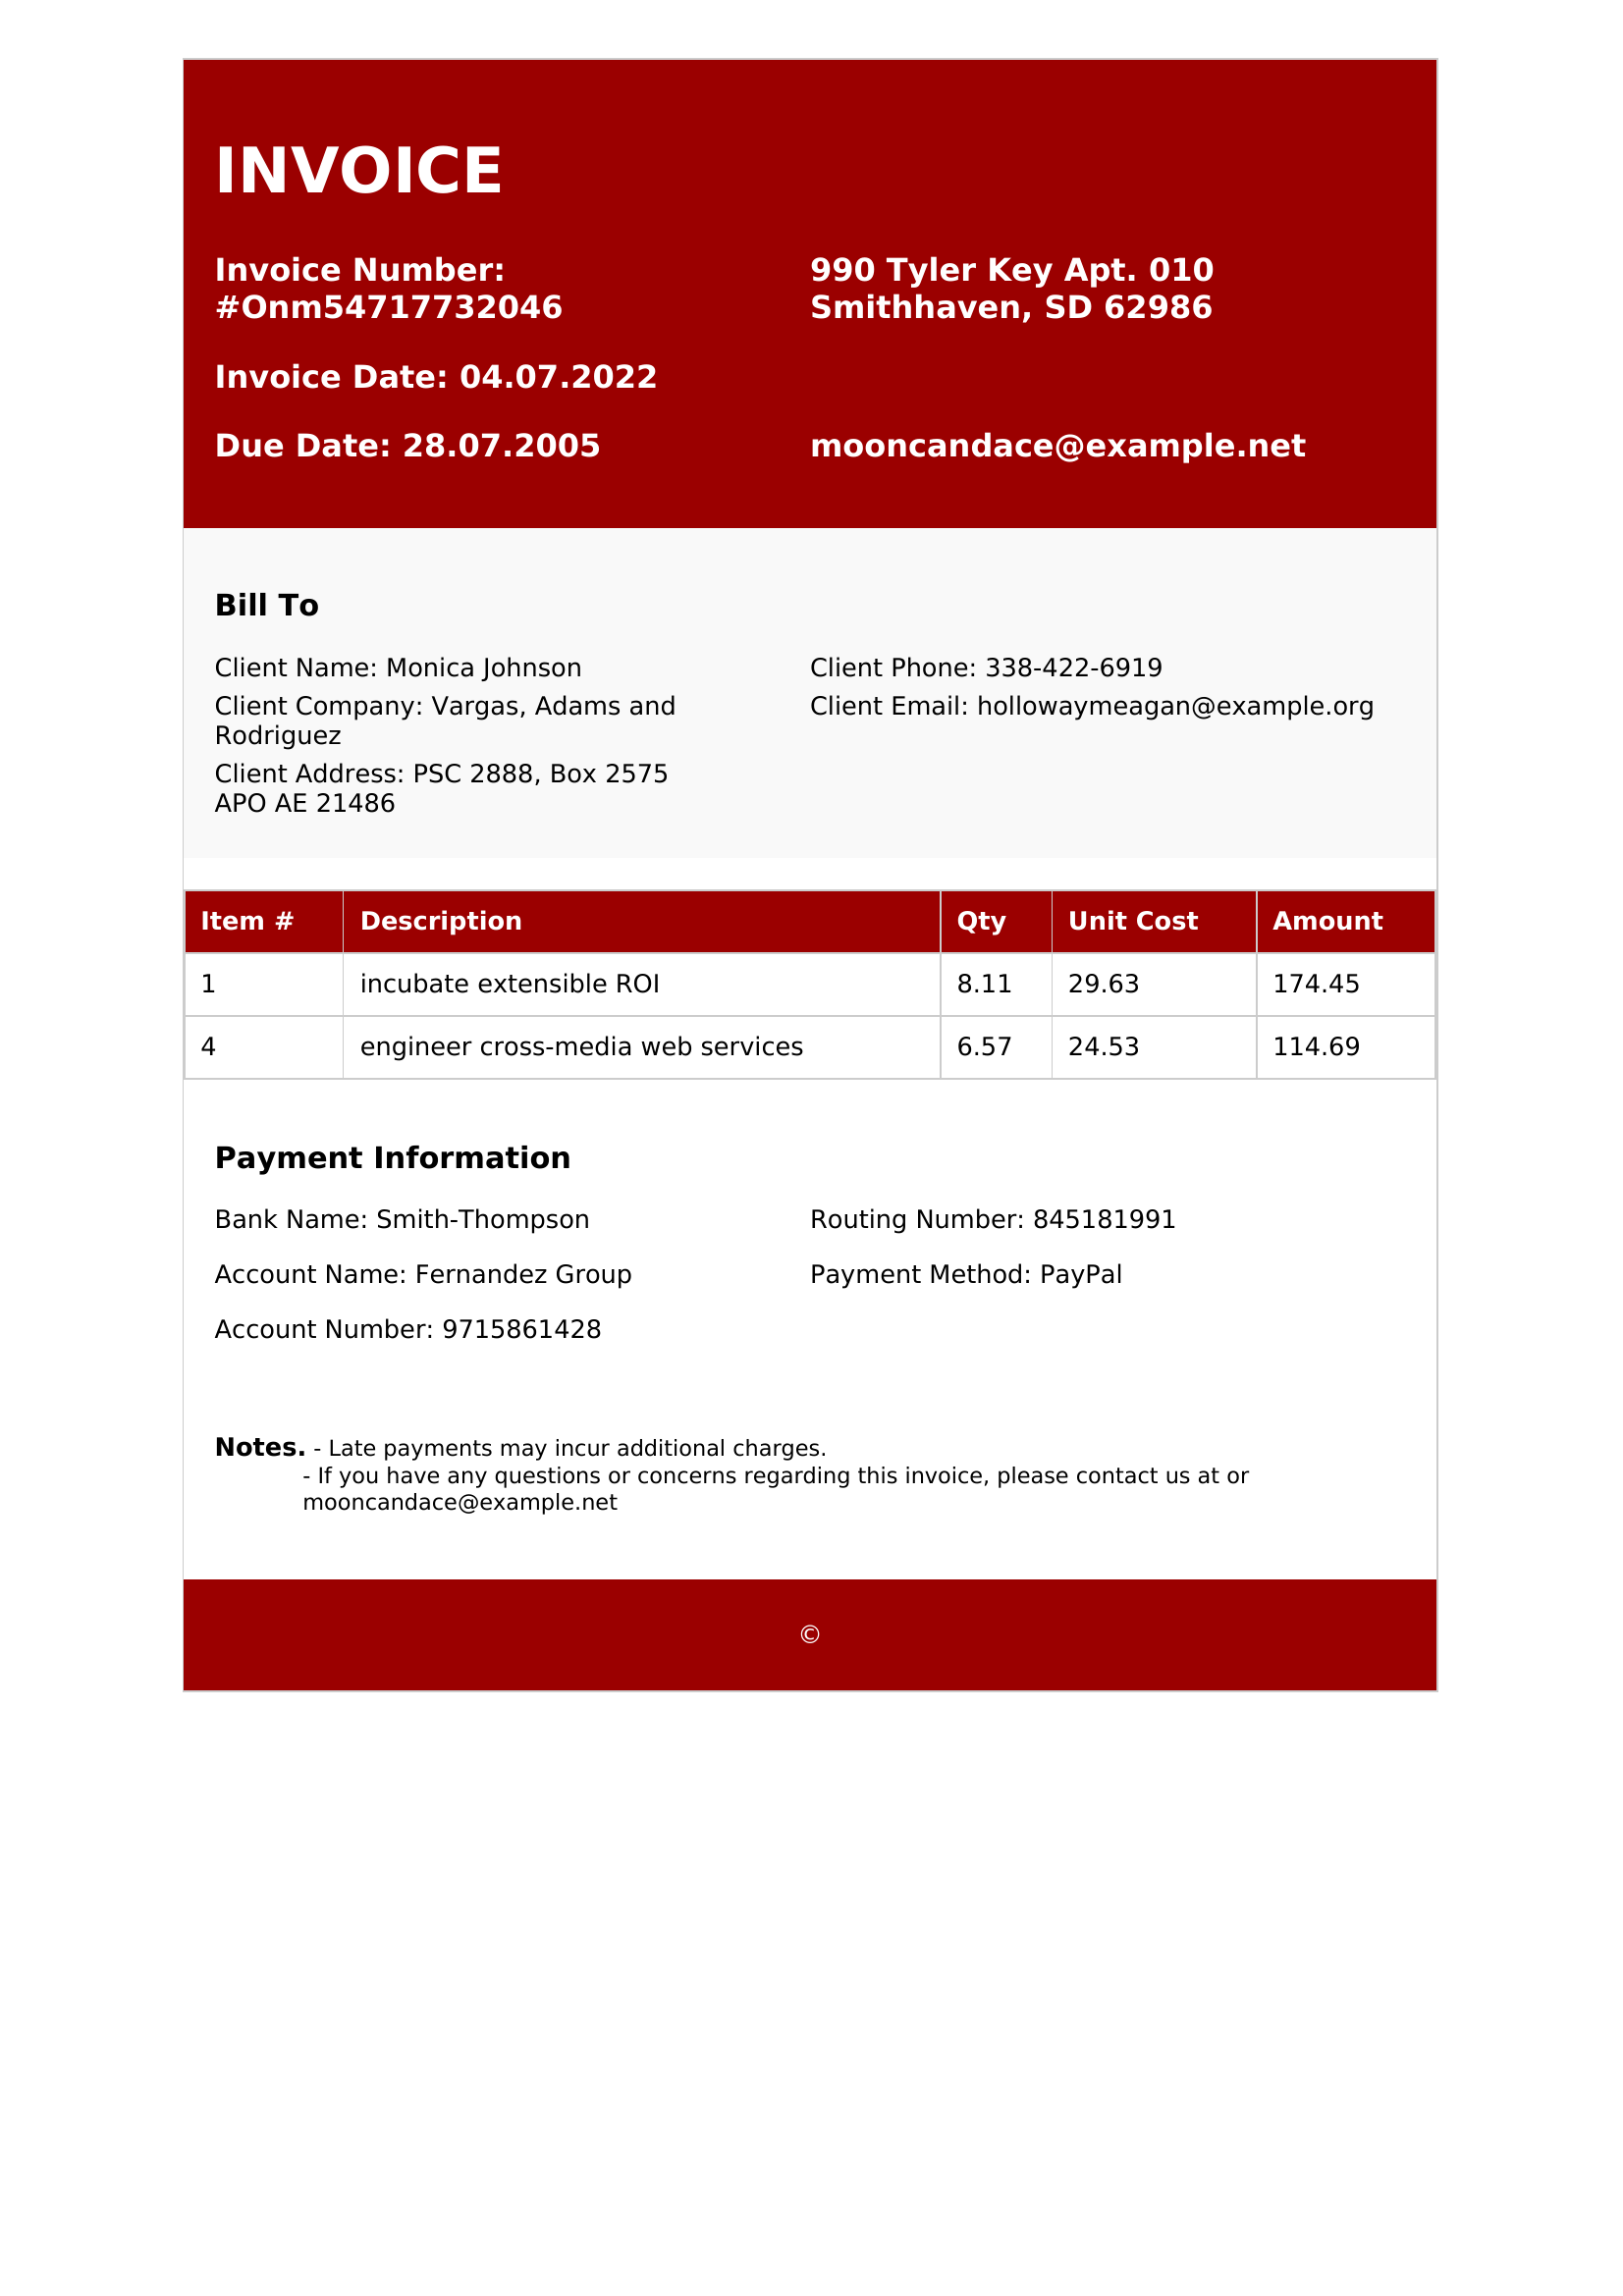 INVOICE
Invoice Number:
#Onm54717732046
990 Tyler Key Apt. 010
Smithhaven, SD 62986
Invoice Date: 04.07.2022
Due Date: 28.07.2005
mooncandace@example.net
Bill To
Client Name: Monica Johnson
Client Company: Vargas, Adams and
Rodriguez
Client Address: PSC 2888, Box 2575
APO AE 21486
Client Phone: 338-422-6919
Client Email: hollowaymeagan@example.org
Item # Description Qty Unit Cost Amount
1 incubate extensible ROI 8.11 29.63 174.45
4 engineer cross-media web services 6.57 24.53 114.69
Payment Information
Bank Name: Smith-Thompson
Account Name: Fernandez Group
Account Number: 9715861428
Routing Number: 845181991
Payment Method: PayPal
Notes. - Late payments may incur additional charges.
- If you have any questions or concerns regarding this invoice, please contact us at or
mooncandace@example.net
©